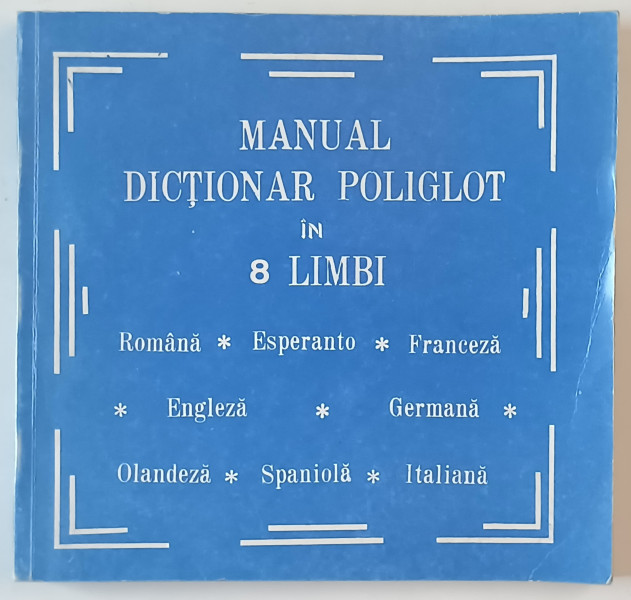 MANUAL
DICȚIONAR POLIGLOT
ÎN
8 LIMBI
Română * Esperanto * Franceză
* Engleză * Germană *
Olandeză * Spaniolă * Italiană